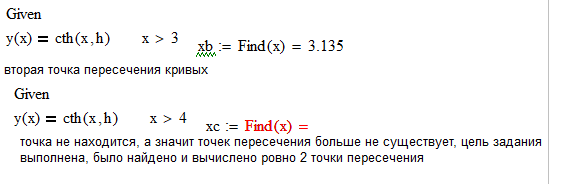 Given
y(x) = cth(x,h) x > 3 xb := Find(x) = 3.135
вторая точка пересечения кривых
Given
y(x) = cth(x,h) x > 4 xc := Find(x) =
точка не находится, а значит точек пересечения больше не существует, цель задания
выполнена, было найдено и вычислено ровно 2 точки пересечения